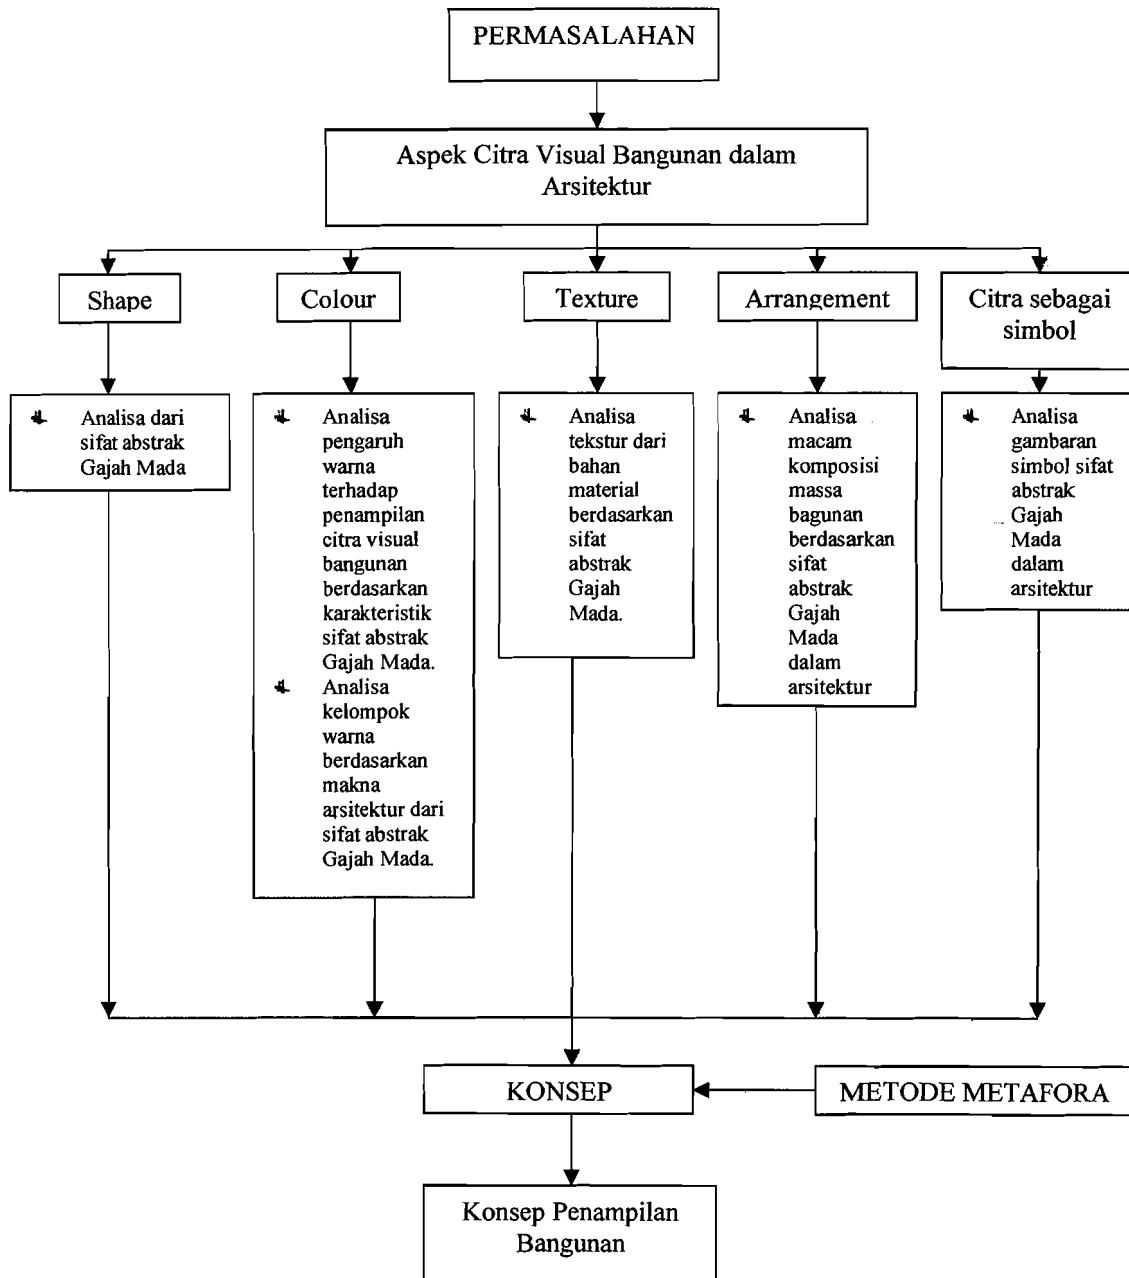 PERMASALAHAN
Aspek Citra Visual Bangunan dalam
Arsitektur
Shape
Colour
Texture
Arrangement
Citra sebagai
simbol
Analisa dari
sifat abstrak
Gajah Mada
Analisa
pengaruh
warna
terhadap
penampilan
citra visual
bangunan
berdasarkan
karakteristik
sifat abstrak
Gajah Mada.
Analisa
kelompok
warna
berdasarkan
makna
arsitektur dari
sifat abstrak
Gajah Mada.
Analisa
tekstur dari
bahan
material
berdasarkan
sifat
abstrak
Gajah
Mada.
Analisa
macam
komposisi
massa
bagunan
berdasarkan
sifat
abstrak
Gajah
Mada
dalam
arsitektur
Analisa
gambaran
simbol sifat
abstrak
Gajah
Mada
dalam
arsitektur
KONSEP
METODE METAFORA
Konsep Penampilan
Bangunan